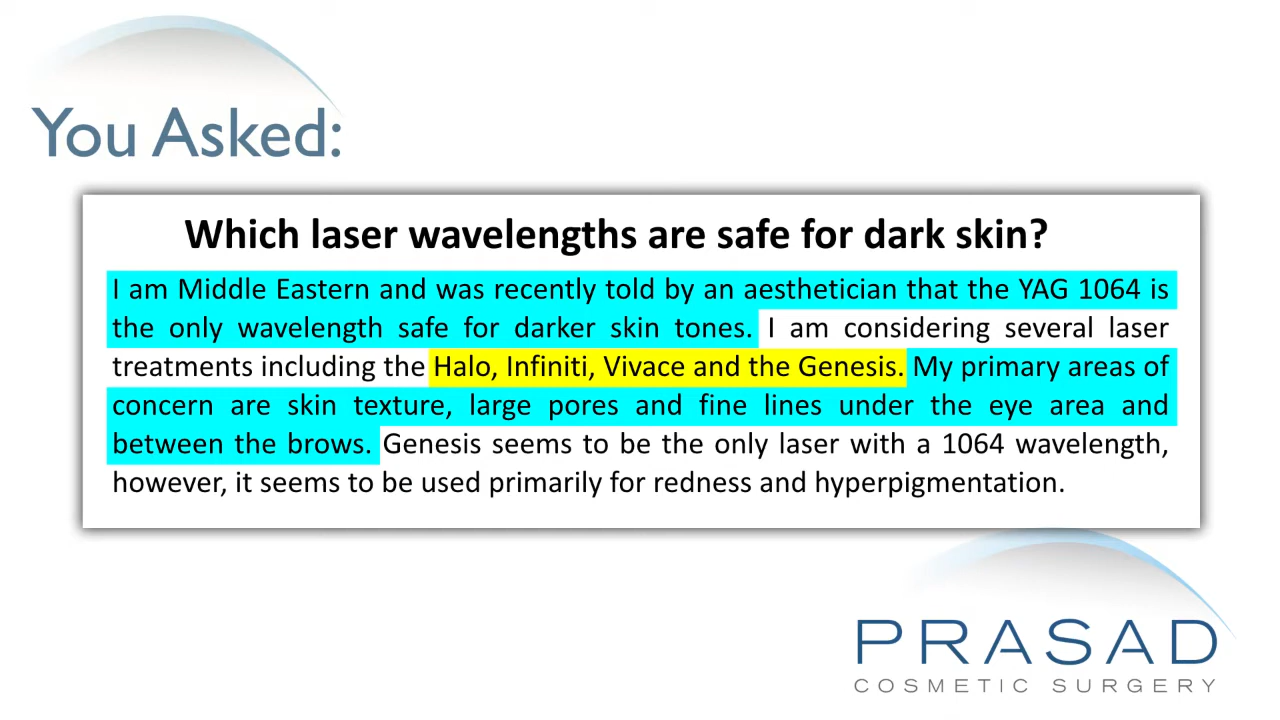 You Asked:
Which laser wavelengths are safe for dark skin?
I am Middle Eastern and was recently told by an aesthetician that the YAG 1064 is
the only wavelength safe for darker skin tones. I am considering several laser
treatments including the Halo, Infiniti, Vivace and the Genesis. My primary areas of
concern are skin texture, large pores and fine lines under the eye area and
between the brows. Genesis seems to be the only laser with a 1064 wavelength,
however, it seems to be used primarily for redness and hyperpigmentation.
PRASAD
COSMETIC SURGERY